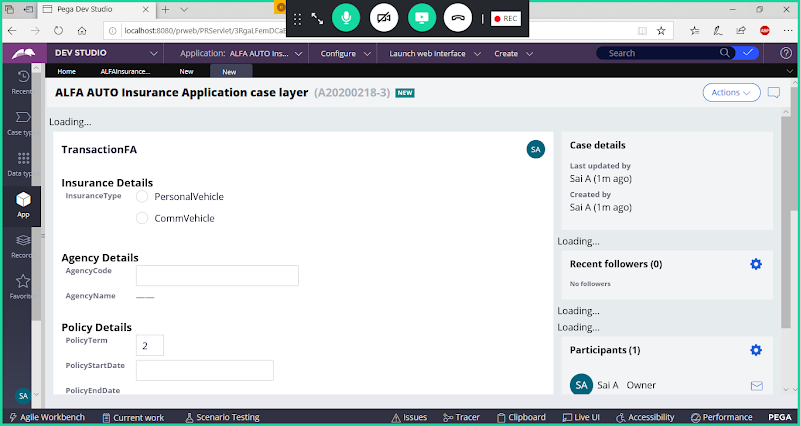 Pega Dev Studio
localhost:8080/prweb/PRServlet/3RgaLFemDCaE
REC
ABP
DEV STUDIO
Application: ALFA AUTO Ins...
Configure
Launch web interface
Create
Search
Home
ALFAInsurance...
New
New
ALFA AUTO Insurance Application case layer (A20200218-3) NEW
Actions
Recent
Case typ
Data typ
App
Record
Favorite
SA
Loading...
TransactionFA
SA
Insurance Details
InsuranceType
PersonalVehicle
CommVehicle
Agency Details
AgencyCode
AgencyName
Policy Details
PolicyTerm
2
PolicyStartDate
PolicyEndDate
Case details
Last updated by
Sai A (1m ago)
Created by
Sai A (1m ago)
Loading...
Recent followers (0)
No followers
Loading...
Loading...
Participants (1)
SA
Sai A Owner
Agile Workbench
Current work
Scenario Testing
Issues
Tracer
Clipboard
Live UI
Accessibility
Performance
PEGA